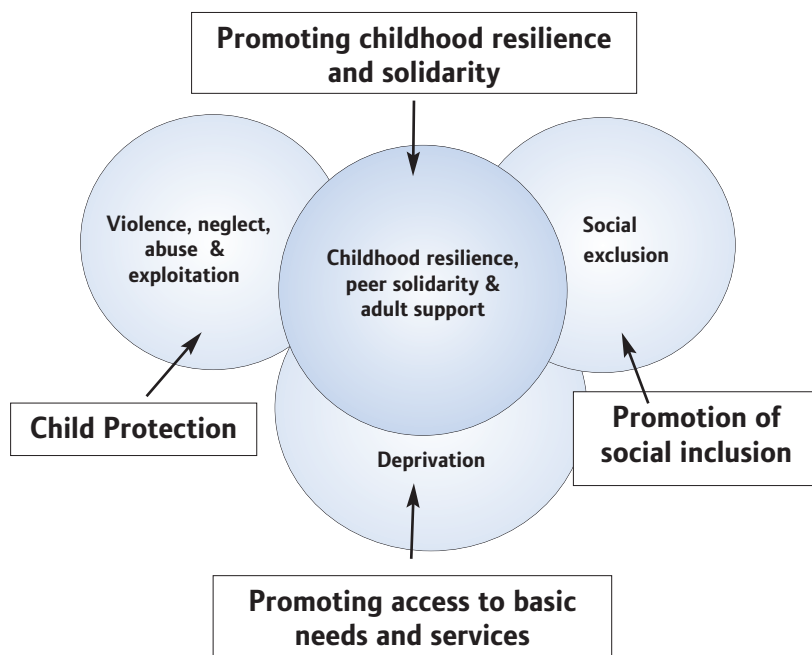 Promoting childhood resilience
and solidarity
Violence, neglect,
abuse & 
exploitation
Childhood resilience,
peer solidarity &
adult support
Social
exclusion
Child Protection
Promotion of
social inclusion
Deprivation
Promoting access to basic
needs and services